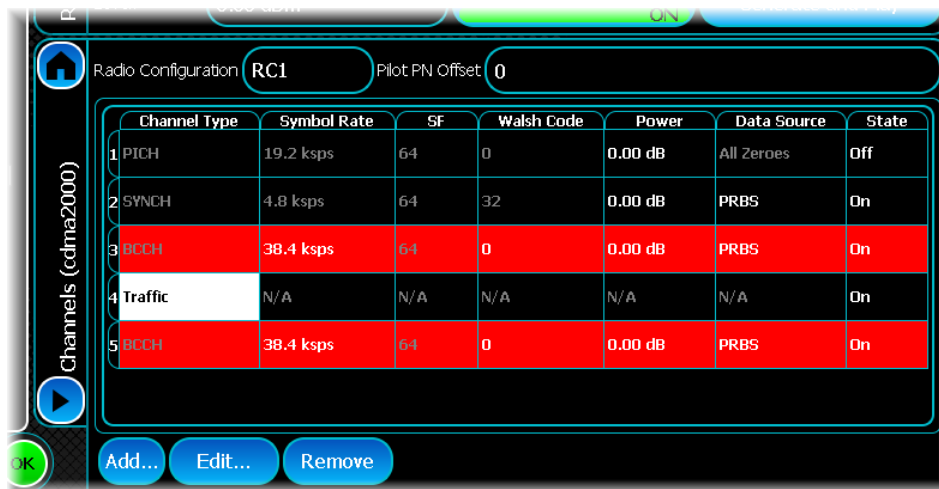 ON
Radio Configuration RC1 Pilot PN Offset 0
Channel Type Symbol Rate SF Walsh Code Power Data Source State
1 PICH 19.2 ksps 64 0 0.00 dB All Zeroes Off
2 SYNCH 4.8 ksps 64 32 0.00 dB PRBS On
3 BCCH 38.4 ksps 64 0 0.00 dB PRBS On
4 Traffic N/A N/A N/A N/A N/A On
5 BCCH 38.4 ksps 64 0 0.00 dB PRBS On
Channels (cdma2000)
OK
Add... Edit... Remove